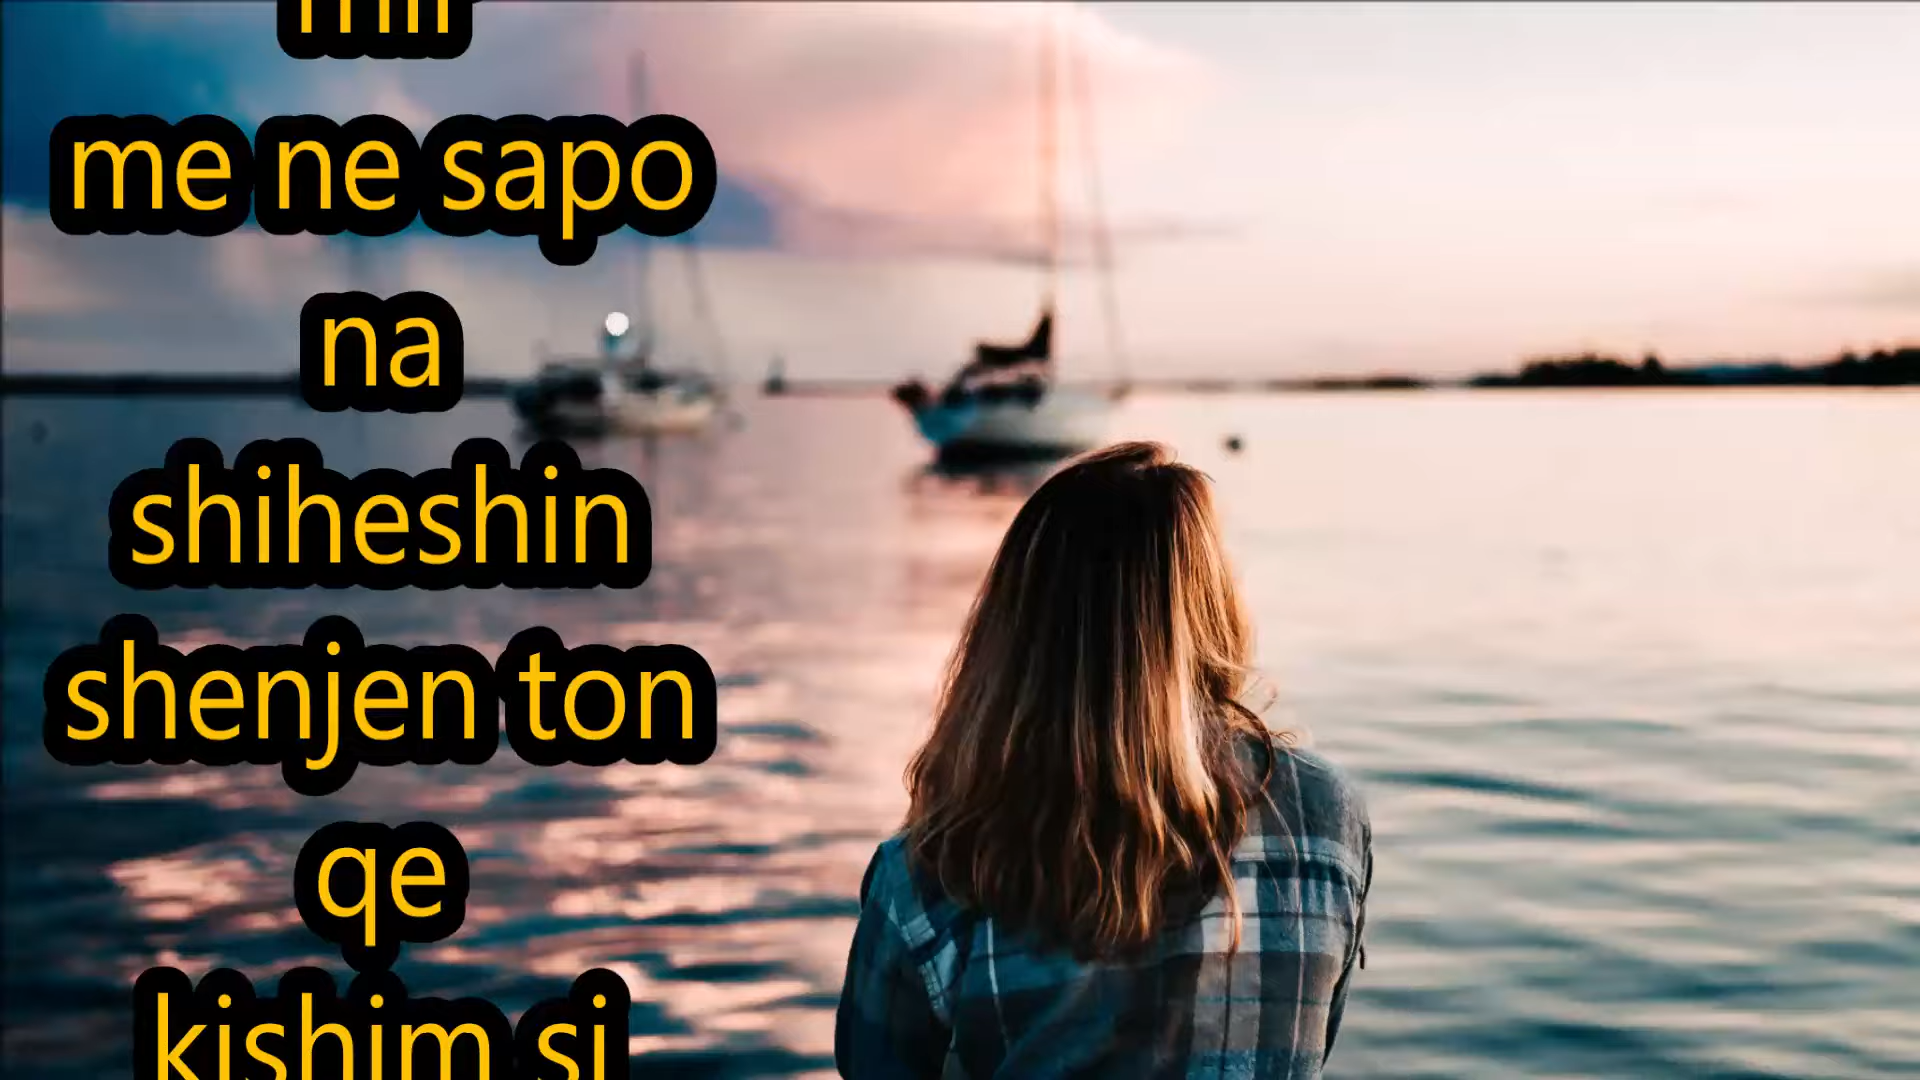 me ne sapo
na
shiheshin
shenjen ton
qe
kishim si